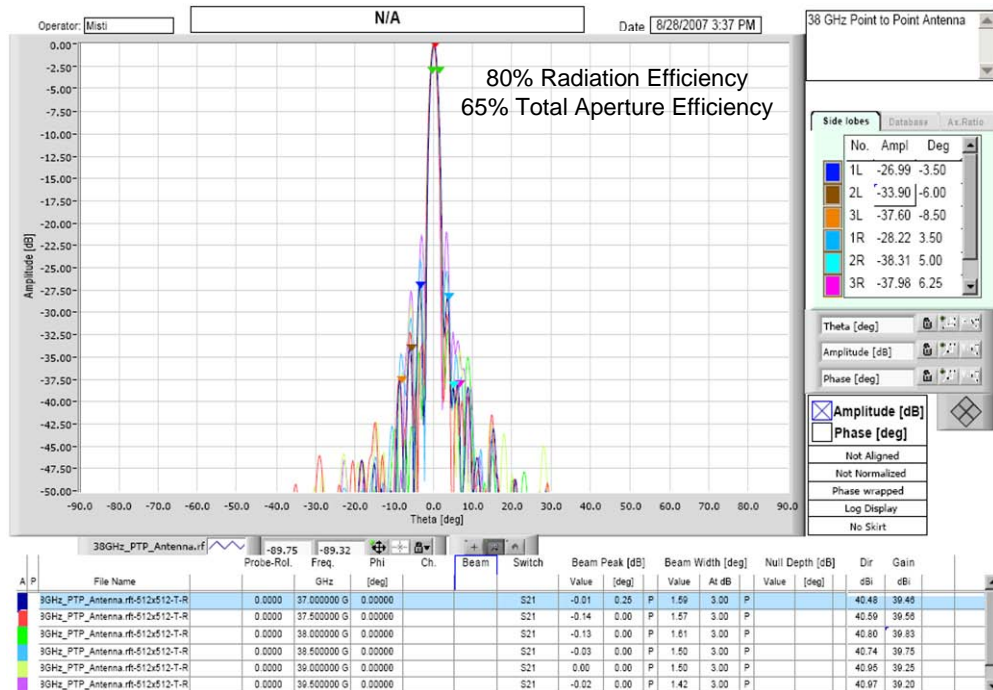 Operator: Misti
N/A
Date 8/28/2007 3:37 PM
38 GHz Point to Point Antenna
80% Radiation Efficiency
65% Total Aperture Efficiency
Amplitude [dB]
0.00
-2.50
-5.00
-7.50
-10.00
-12.50
-15.00
-17.50
-20.00
-22.50
-25.00
-27.50
-30.00
-32.50
-35.00
-37.50
-40.00
-42.50
-45.00
-47.50
-50.00
-90.0 -80.0 -70.0 -60.0 -50.0 -40.0 -30.0 -20.0 -10.0 0.0 10.0 20.0 30.0 40.0 50.0 60.0 70.0 80.0 90.0
Theta [deg]
Side lobes Database Ax.Ratio
No. Ampl Deg
1L -26.99 -3.50
2L -33.90 -6.00
3L -37.60 -8.50
1R -28.22 3.50
2R -38.31 5.00
3R -37.98 6.25
Theta [deg]
Amplitude [dB]
Phase [deg]
Amplitude [dB]
Phase [deg]
Not Aligned
Not Normalized
Phase wrapped
Log Display
No Skirt
38GHz_PTP_Antenna.rf -89.75 -89.32
Probe-Rol. Freq. Phi Ch. Beam Switch Beam Peak [dB] Beam Width [deg] Null Depth [dB] Dir Gain
A P File Name GHz [deg] Value [deg] Value At dB Value [deg] dBi dBi
8GHz_PTP_Antenna.rft-512x512-T-R 0.0000 37.000000 G 0.00000 S21 -0.01 0.25 P 1.59 3.00 P 40.48 39.46
8GHz_PTP_Antenna.rft-512x512-T-R 0.0000 37.500000 G 0.00000 S21 -0.14 0.00 P 1.57 3.00 P 40.59 39.56
8GHz_PTP_Antenna.rft-512x512-T-R 0.0000 38.000000 G 0.00000 S21 -0.13 0.00 P 1.61 3.00 P 40.80 39.83
8GHz_PTP_Antenna.rft-512x512-T-R 0.0000 38.500000 G 0.00000 S21 -0.03 0.00 P 1.50 3.00 P 40.74 39.75
8GHz_PTP_Antenna.rft-512x512-T-R 0.0000 39.000000 G 0.00000 S21 0.00 0.00 P 1.50 3.00 P 40.95 39.25
8GHz_PTP_Antenna.rft-512x512-T-R 0.0000 39.500000 G 0.00000 S21 -0.02 0.00 P 1.42 3.00 P 40.97 39.20